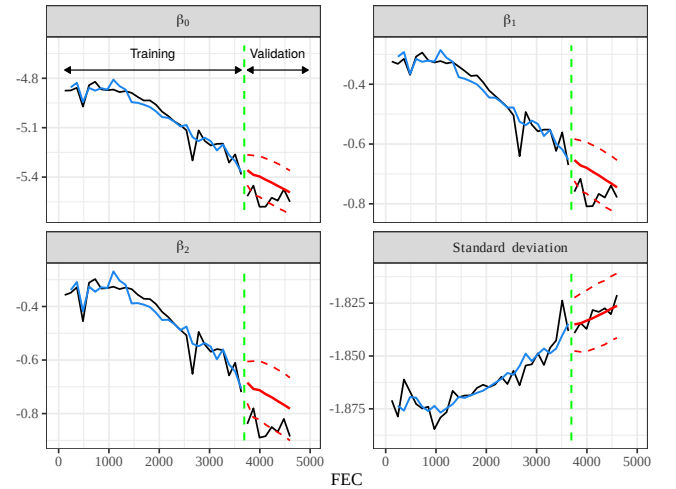 β0
β1
Training
Validation
-4.8
-5.1
-5.4
-0.4
-0.6
-0.8
β2
Standard deviation
-0.4
-0.6
-0.8
-1.825
-1.850
-1.875
0 1000 2000 3000 4000 5000
0 1000 2000 3000 4000 5000
FEC